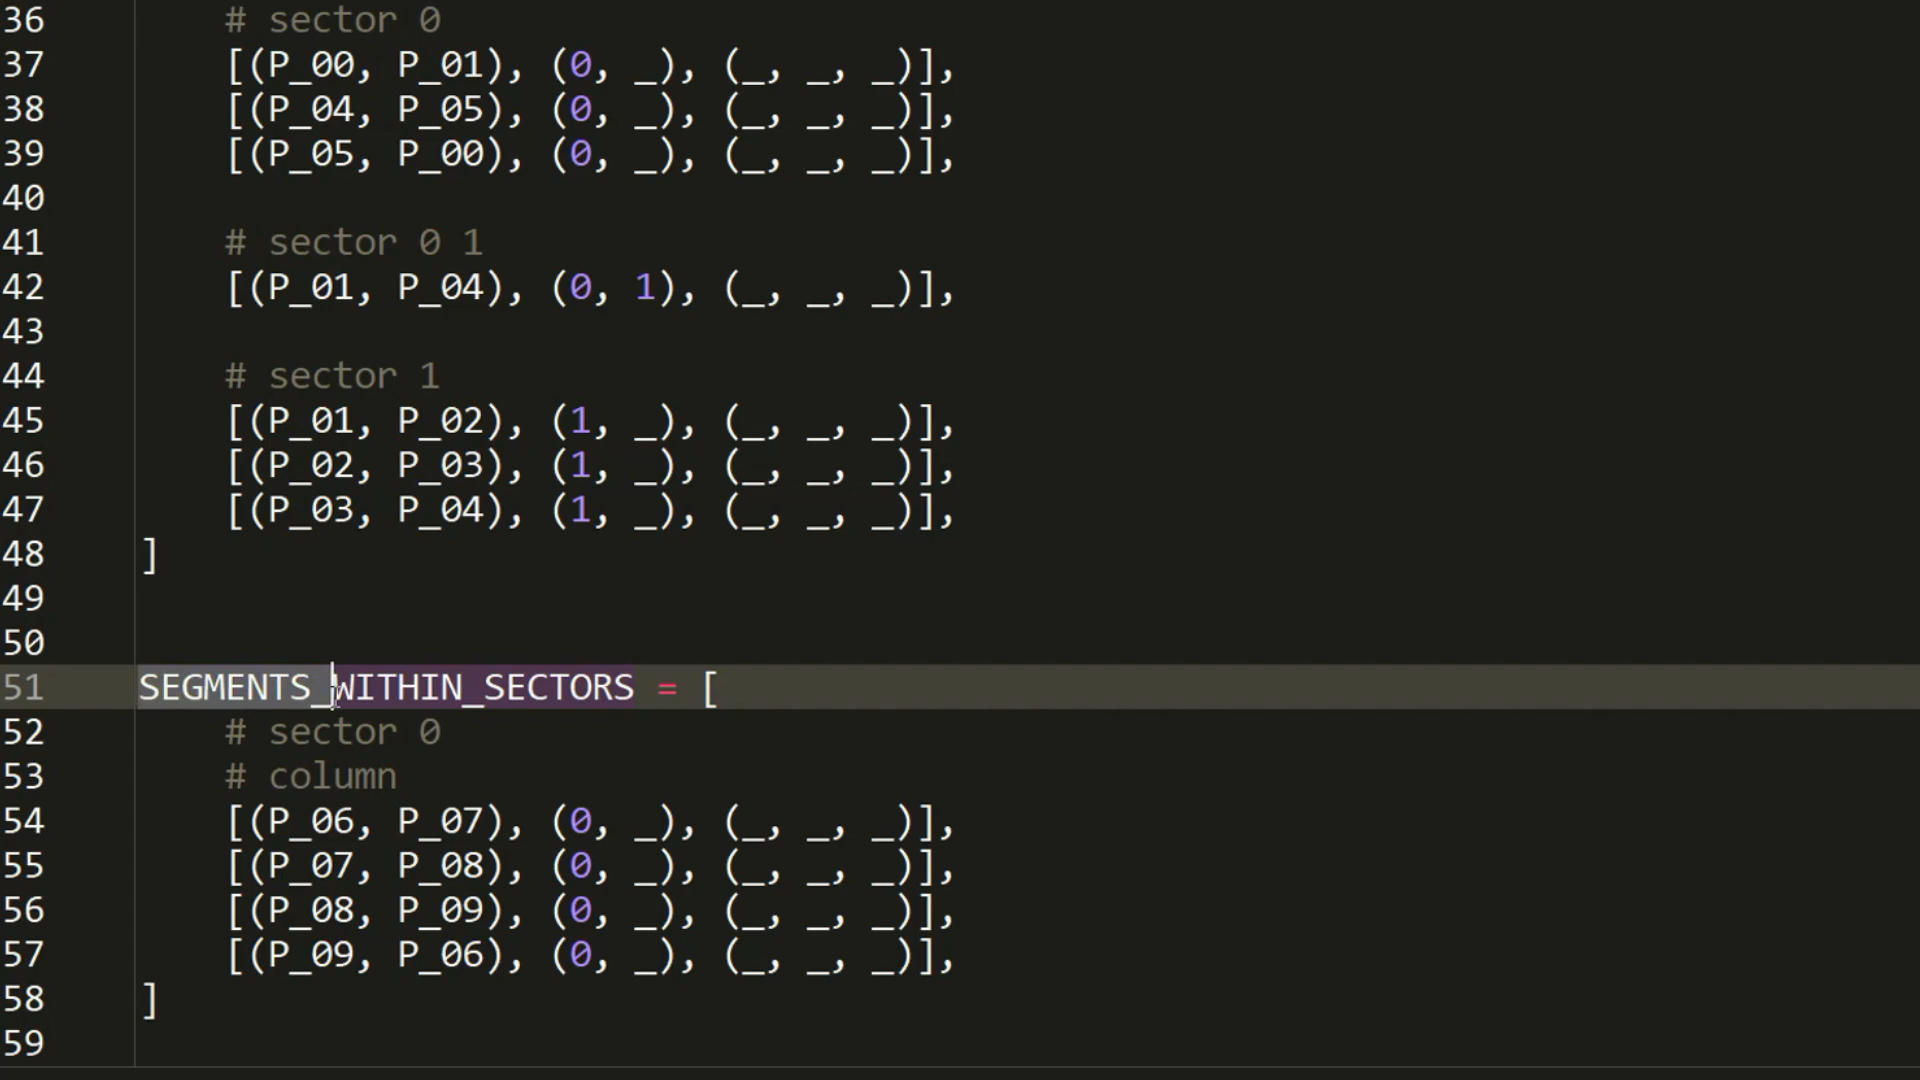 36 # sector 0
37 [(P_00, P_01), (0, _), (_, _, _)],
38 [(P_04, P_05), (0, _), (_, _, _)],
39 [(P_05, P_00), (0, _), (_, _, _)],
40
41 # sector 0 1
42 [(P_01, P_04), (0, 1), (_, _, _)],
43
44 # sector 1
45 [(P_01, P_02), (1, _), (_, _, _)],
46 [(P_02, P_03), (1, _), (_, _, _)],
47 [(P_03, P_04), (1, _), (_, _, _)],
48 ]
49
50
51 SEGMENTS_WITHIN_SECTORS = [
52 # sector 0
53 # column
54 [(P_06, P_07), (0, _), (_, _, _)],
55 [(P_07, P_08), (0, _), (_, _, _)],
56 [(P_08, P_09), (0, _), (_, _, _)],
57 [(P_09, P_06), (0, _), (_, _, _)],
58 ]
59